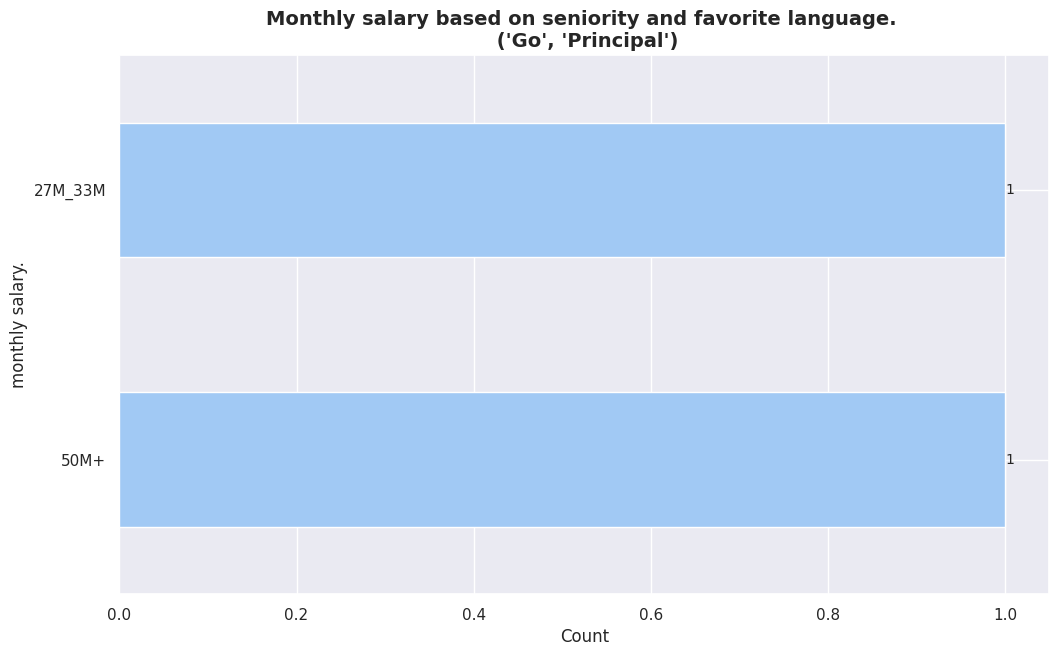 Monthly salary based on seniority and favorite language.
('Go', 'Principal')
27M_33M
1
monthly salary.
50M+
1
0.0 0.2 0.4 0.6 0.8 1.0
Count